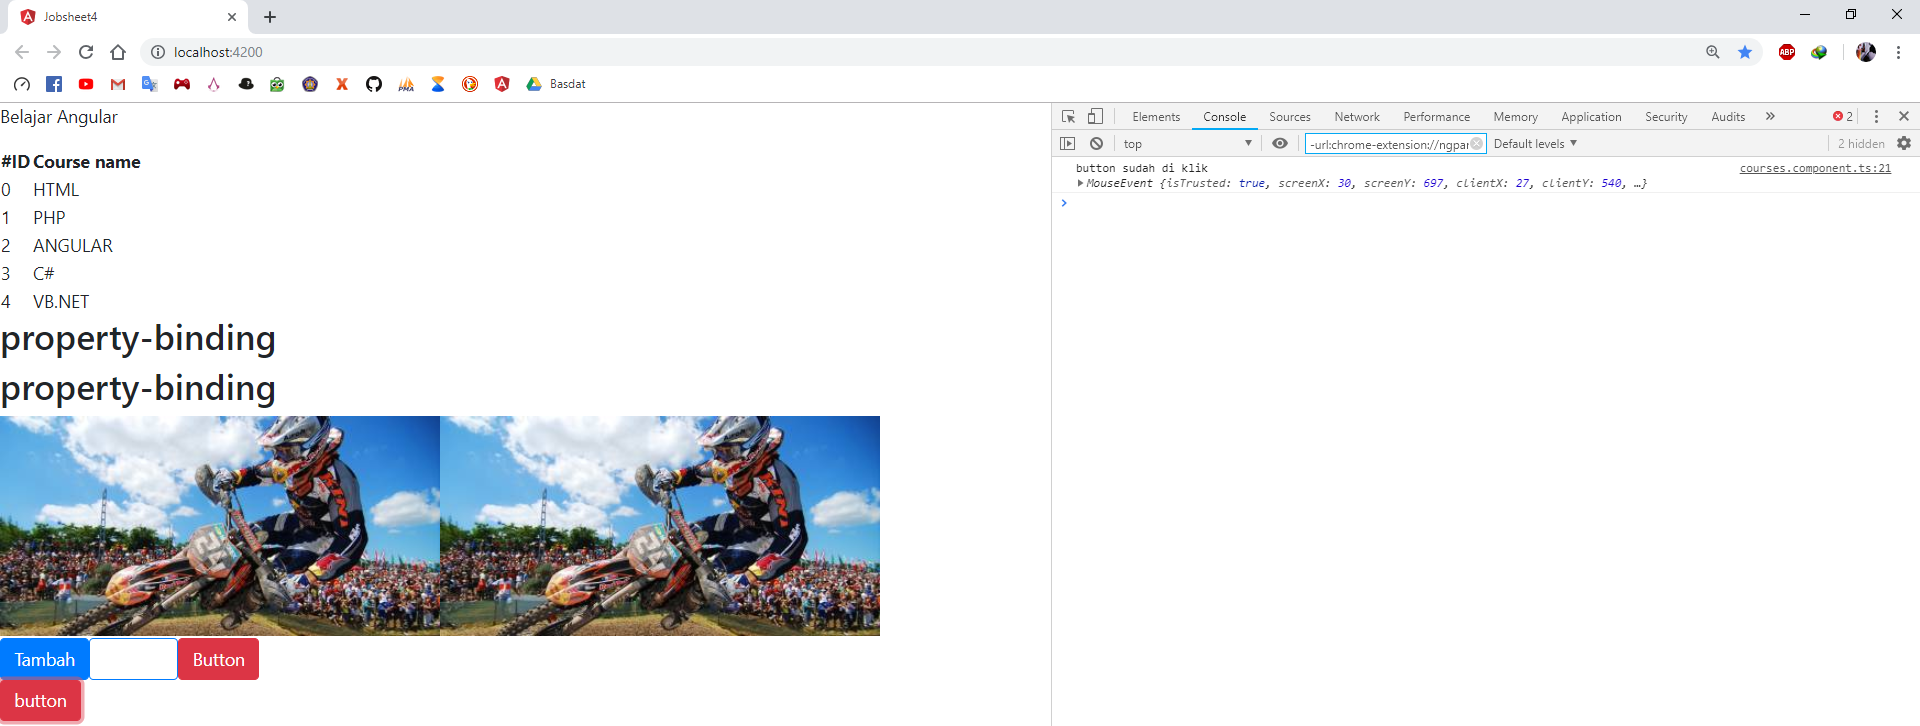 Jobsheet4
localhost:4200
ABP
PMA
Basdat
Belajar Angular
#ID Course name
0 HTML
1 PHP
2 ANGULAR
3 C#
4 VB.NET
property-binding
property-binding
Tambah
Button
button
Elements Console Sources Network Performance Memory Application Security Audits » 2
top -url:chrome-extension://ngpar Default levels 2 hidden
button sudah di klik courses.component.ts:21
MouseEvent {isTrusted: true, screenX: 30, screenY: 697, clientX: 27, clientY: 540, …}